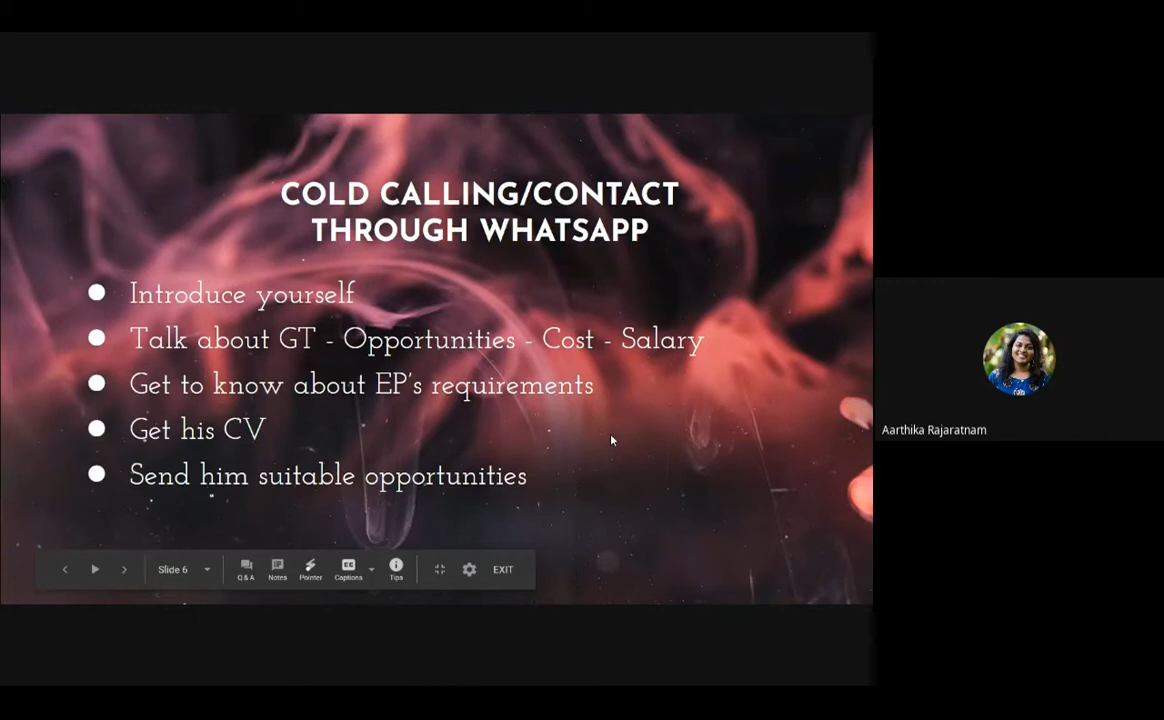 COLD CALLING/CONTACT
THROUGH WHATSAPP
Introduce yourself
Talk about GT - Opportunities - Cost - Salary
Get to know about EP's requirements
Get his CV
Send him suitable opportunities
Slide 6
Q & A
Notes
Pointer
Captions
Tips
EXIT
Aarthika Rajaratnam